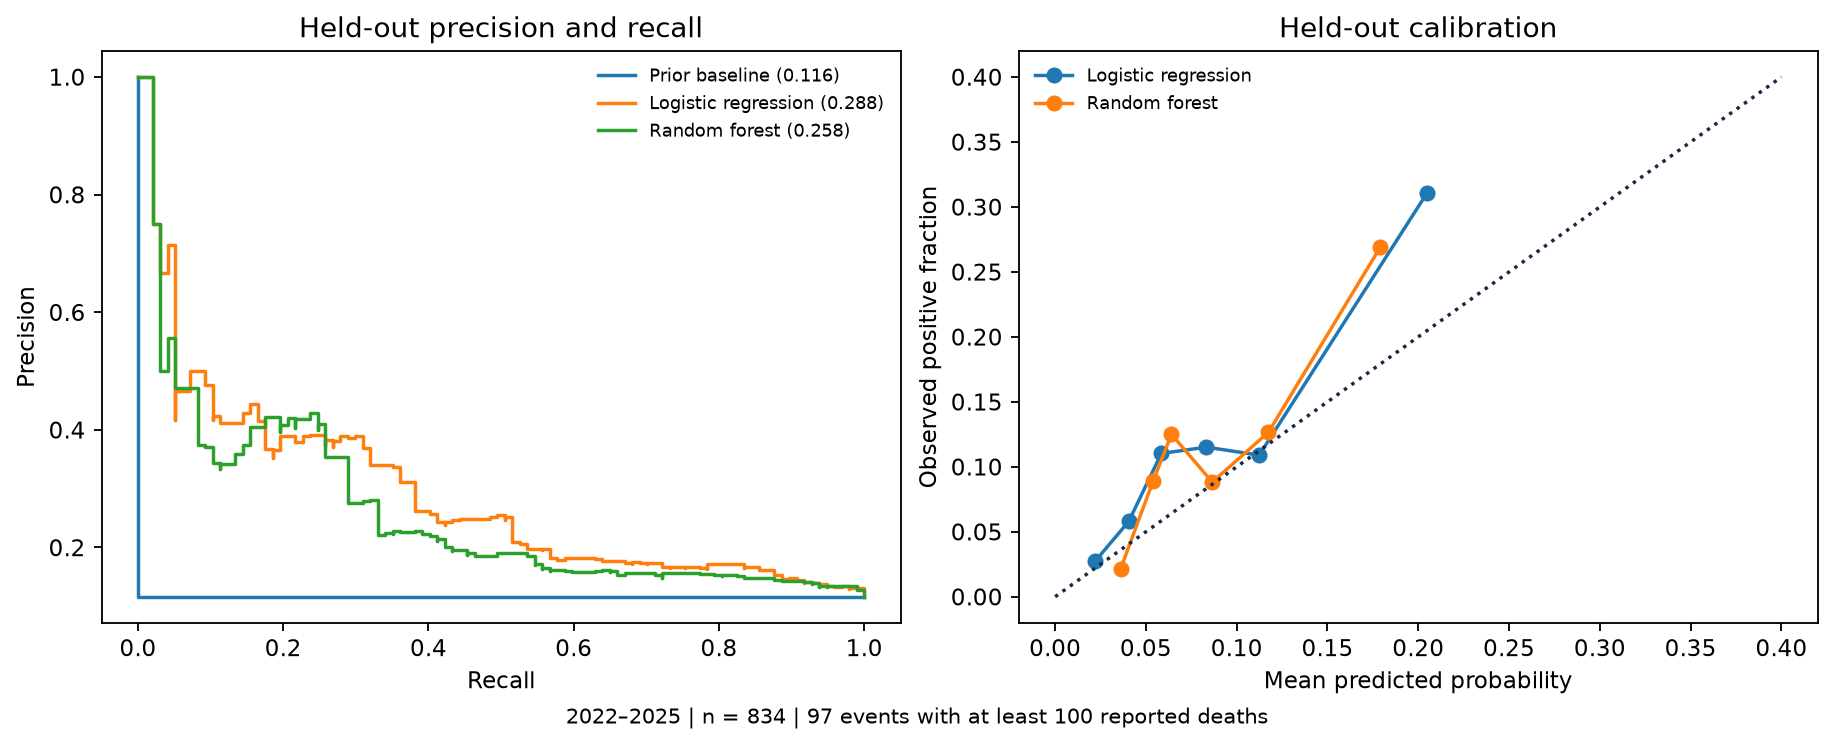 Held-out precision and recall
Prior baseline (0.116)
Logistic regression (0.288)
Random forest (0.258)
Precision
1.0
0.8
0.6
0.4
0.2
0.0 0.2 0.4 0.6 0.8 1.0
Recall
Held-out calibration
Logistic regression
Random forest
Observed positive fraction
0.40
0.35
0.30
0.25
0.20
0.15
0.10
0.05
0.00
0.00 0.05 0.10 0.15 0.20 0.25 0.30 0.35 0.40
Mean predicted probability
2022–2025 | n = 834 | 97 events with at least 100 reported deaths